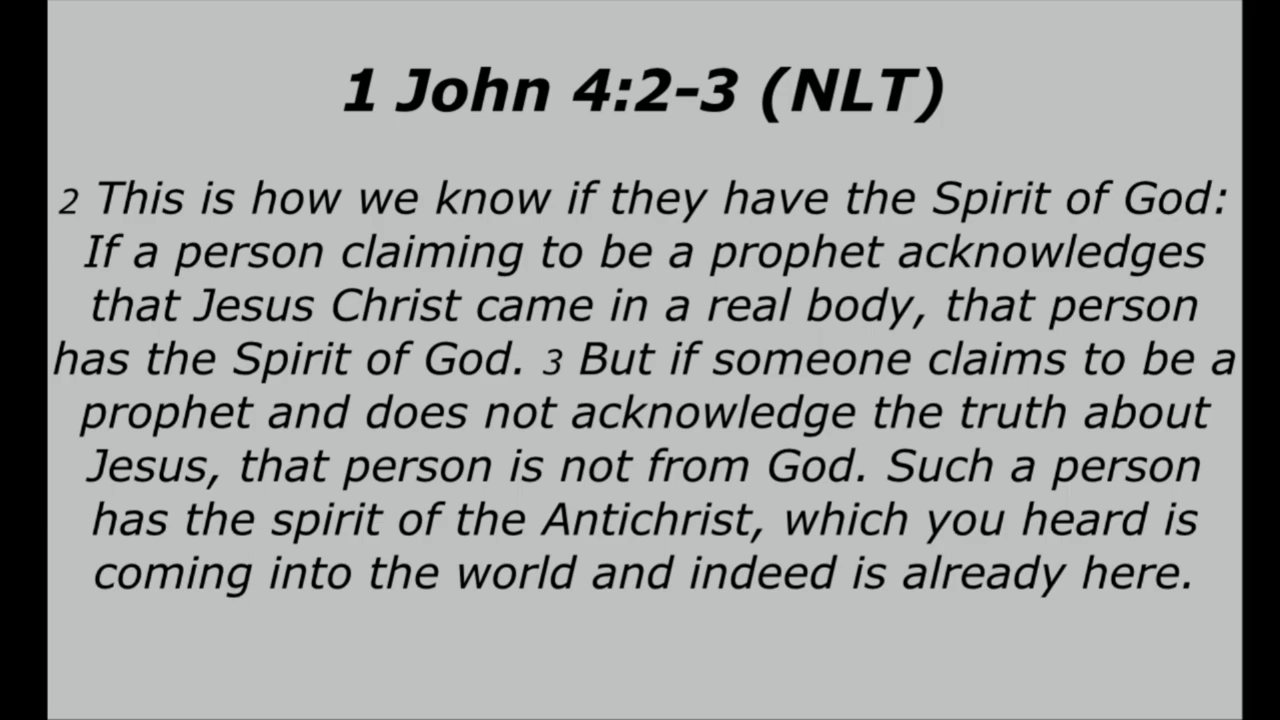 1 John 4:2-3 (NLT)
2 This is how we know if they have the Spirit of God:
If a person claiming to be a prophet acknowledges
that Jesus Christ came in a real body, that person
has the Spirit of God. 3 But if someone claims to be a
prophet and does not acknowledge the truth about
Jesus, that person is not from God. Such a person
has the spirit of the Antichrist, which you heard is
coming into the world and indeed is already here.